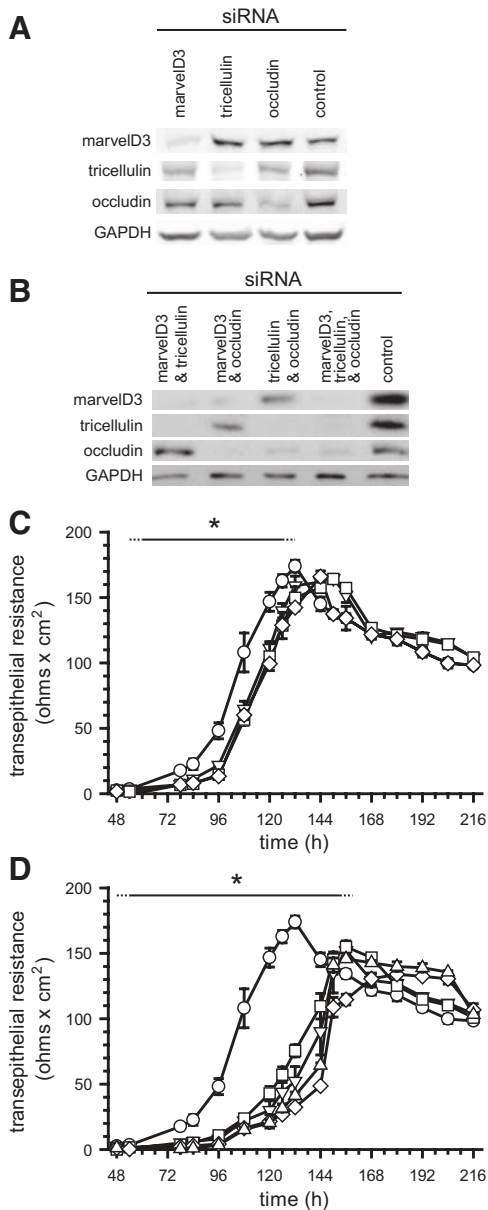 A
siRNA
marvelD3
tricellulin
occludin
control
marvelD3
tricellulin
occludin
GAPDH
B
siRNA
marvelD3
& tricellulin
marvelD3
& occludin
tricellulin
& occludin
marvelD3,
tricellulin,
& occludin
control
marvelD3
tricellulin
occludin
GAPDH
C
*
transepithelial resistance
(ohms x cm²)
200
150
100
50
0
48 72 96 120 144 168 192 216
time (h)
D
*
transepithelial resistance
(ohms x cm²)
200
150
100
50
0
48 72 96 120 144 168 192 216
time (h)